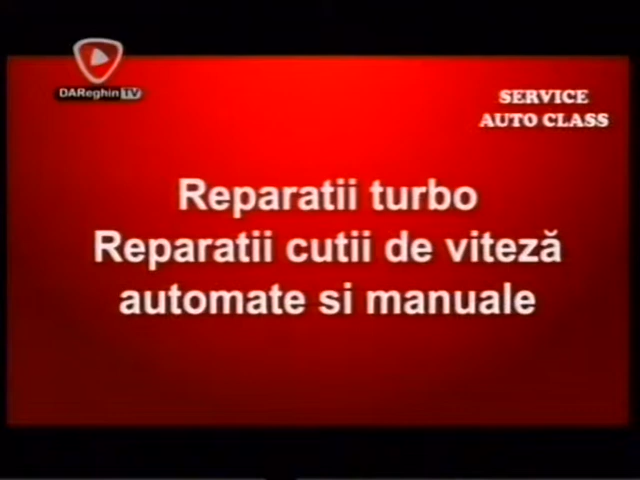 DAReghin TV
SERVICE
AUTO CLASS
Reparatii turbo
Reparatii cutii de viteză
automate si manuale